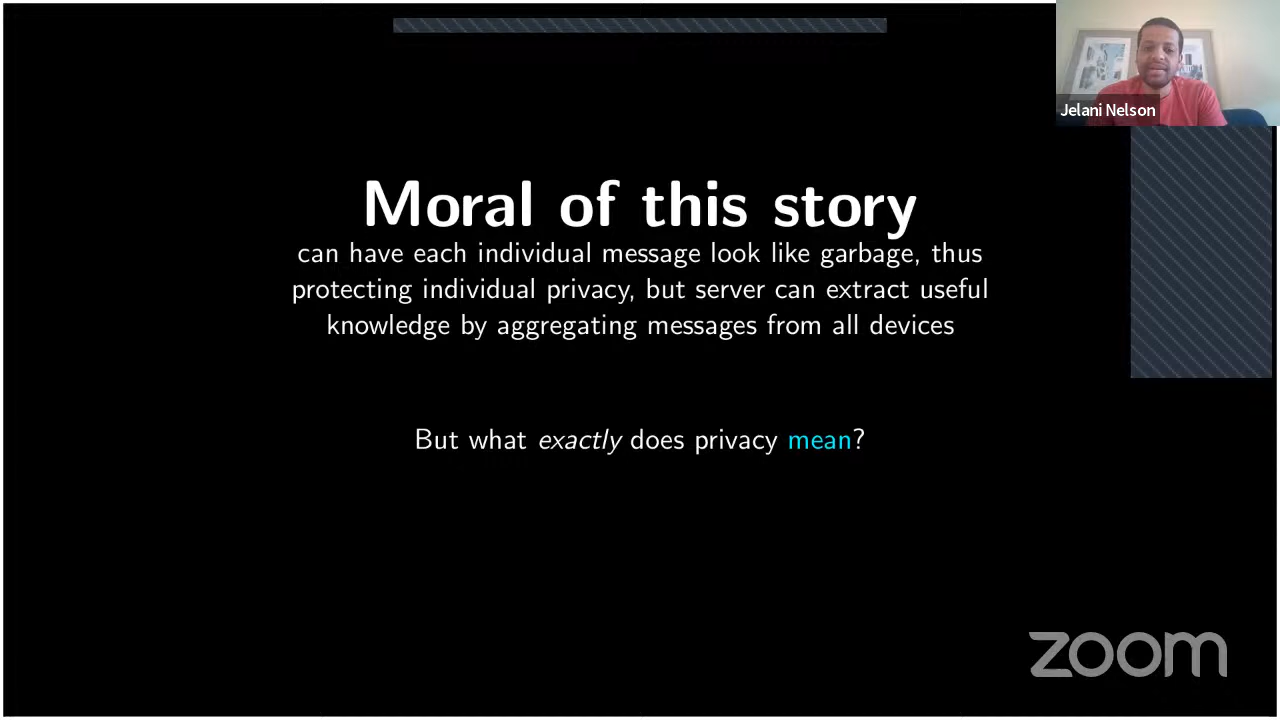 Jelani Nelson
Moral of this story
can have each individual message look like garbage, thus
protecting individual privacy, but server can extract useful
knowledge by aggregating messages from all devices
But what exactly does privacy mean?
zoom